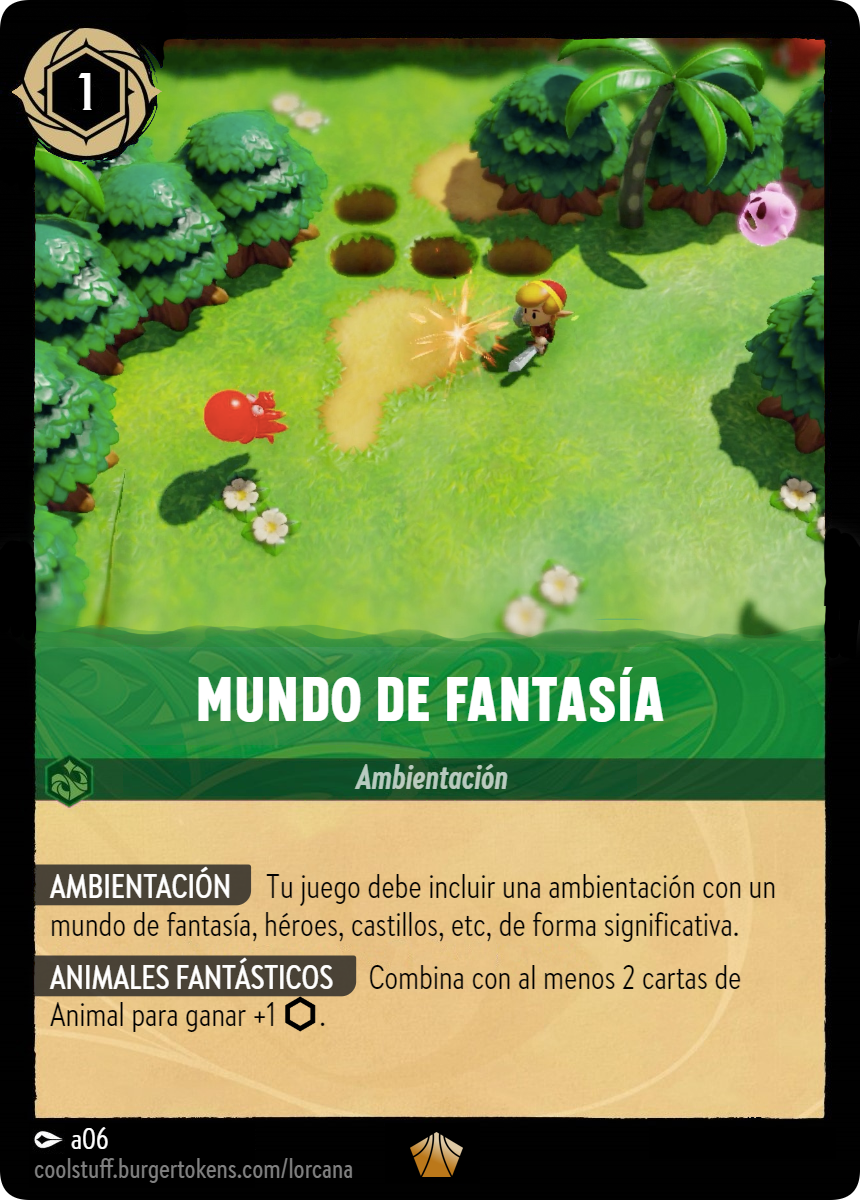 1
MUNDO DE FANTASÍA
Ambientación
AMBIENTACIÓN Tu juego debe incluir una ambientación con un
mundo de fantasía, héroes, castillos, etc, de forma significativa.
ANIMALES FANTÁSTICOS Combina con al menos 2 cartas de
Animal para ganar +1 .
a06
coolstuff.burgertokens.com/lorcana